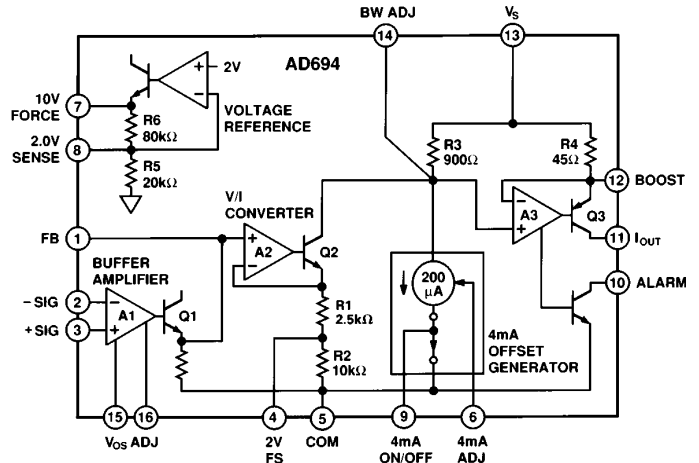 BW ADJ
VS
14
13
AD694
2V
+
−
10V
FORCE
7
VOLTAGE
REFERENCE
R6
80kΩ
2.0V
SENSE
8
R5
20kΩ
R3
900Ω
R4
45Ω
12
BOOST
V/I
CONVERTER
−
+
A3
Q3
FB
1
+
−
A2
Q2
11
IOUT
BUFFER
AMPLIFIER
200
µA
10
ALARM
−SIG
2
−
A1
Q1
+SIG
3
+
R1
2.5kΩ
4mA
OFFSET
GENERATOR
R2
10kΩ
15
16
4
5
9
6
VOS ADJ
2V
FS
COM
4mA
ON/OFF
4mA
ADJ